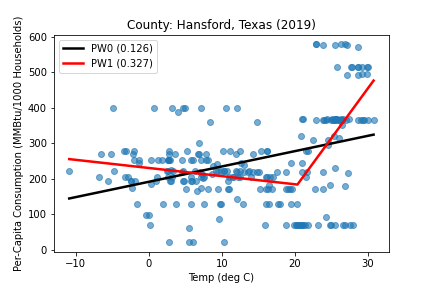 County: Hansford, Texas (2019)
PW0 (0.126)
PW1 (0.327)
Per-Capita Consumption (MMBtu/1000 Households)
600
500
400
300
200
100
0
−10
0
10
20
30
Temp (deg C)